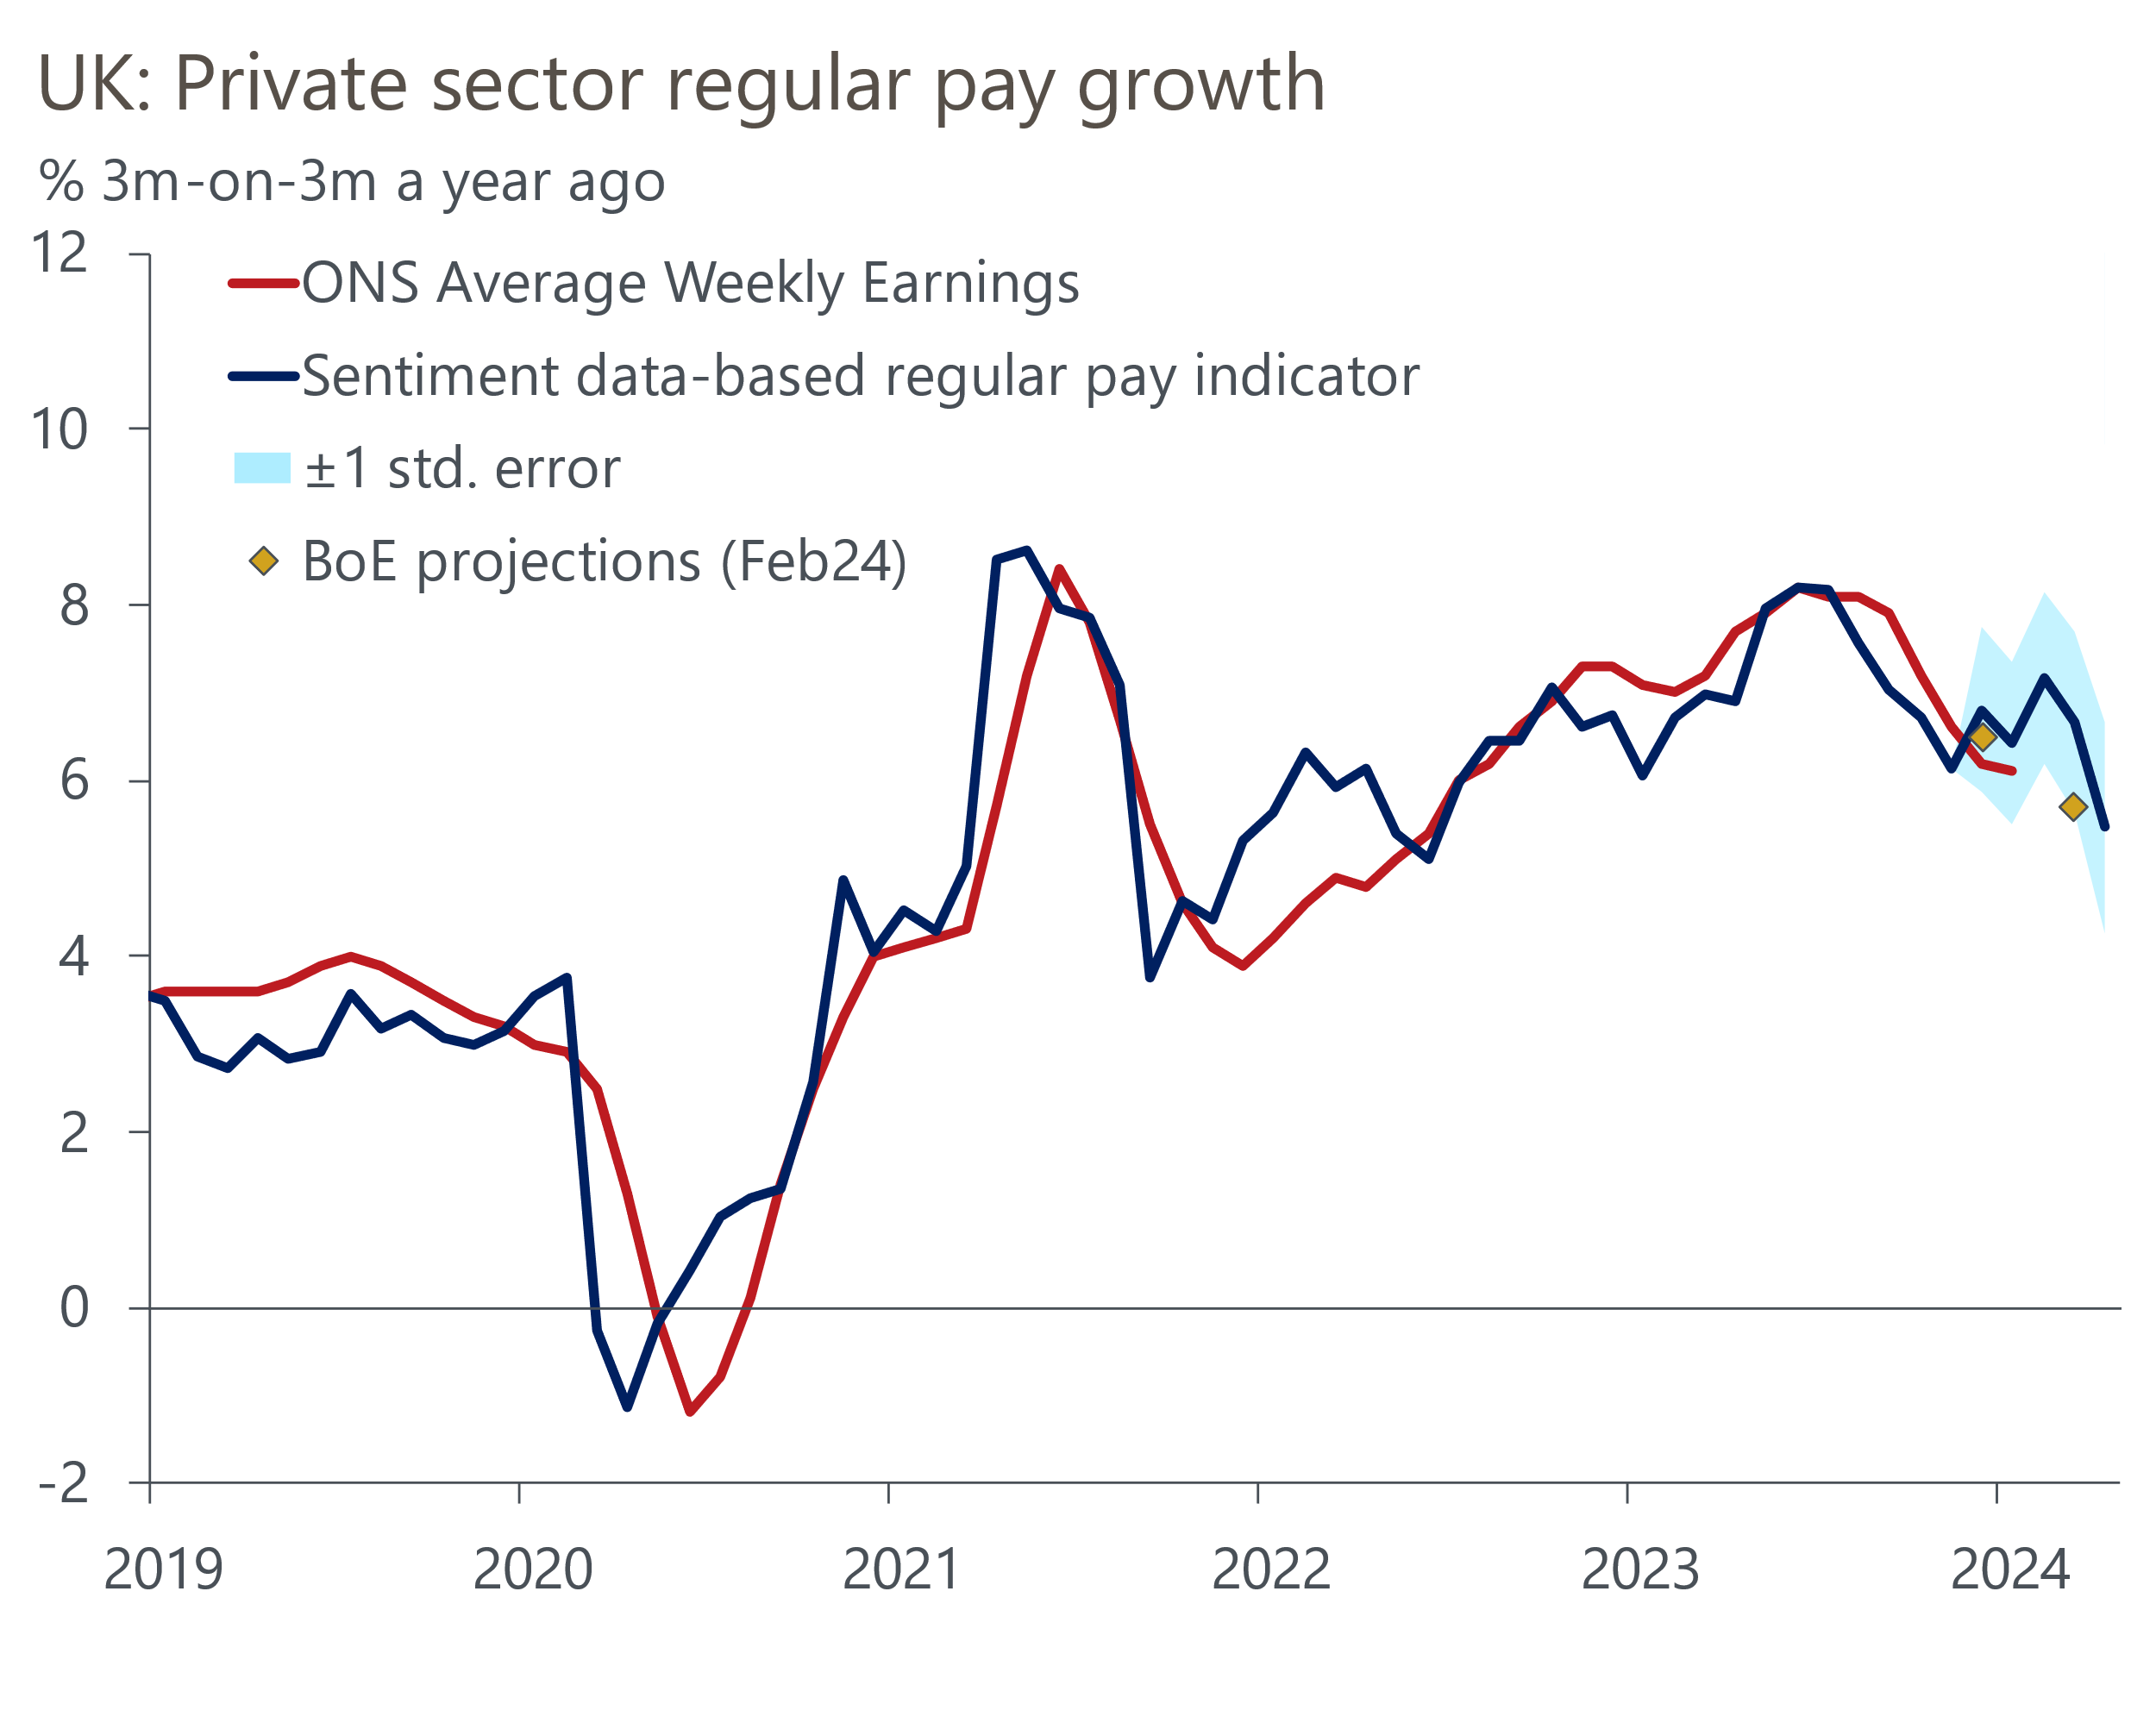 UK: Private sector regular pay growth
% 3m-on-3m a year ago
12
10
8
6
4
2
0
-2
ONS Average Weekly Earnings
Sentiment data-based regular pay indicator
±1 std. error
BoE projections (Feb24)
2019 2020 2021 2022 2023 2024